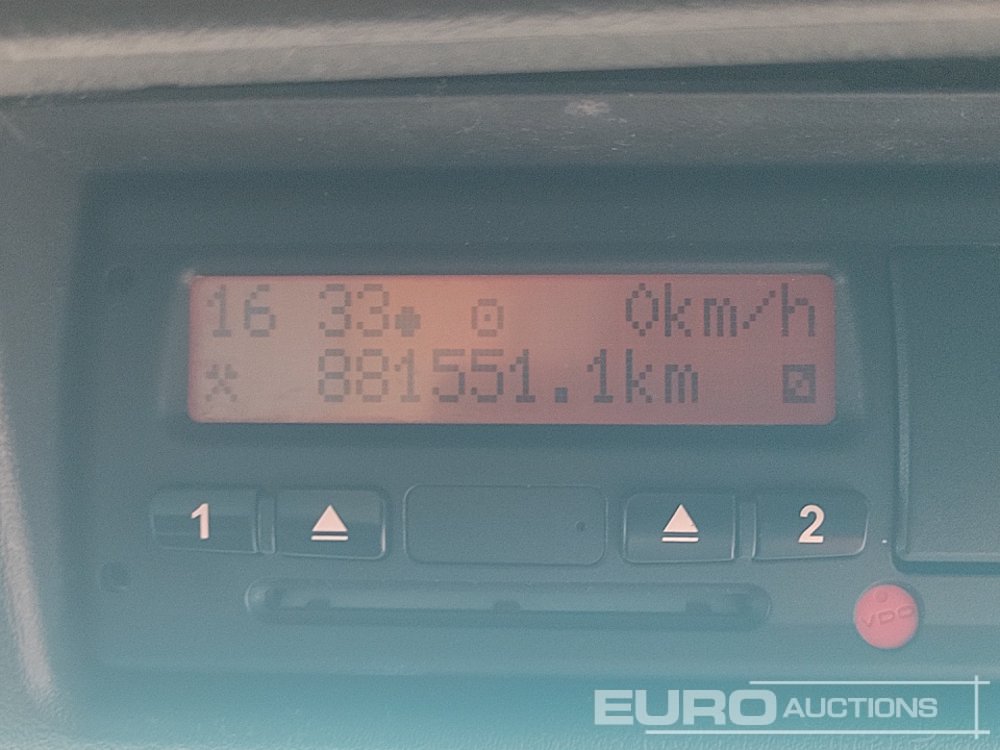 16 33 0km/h
881551.1km
1 2
VDO
EURO AUCTIONS